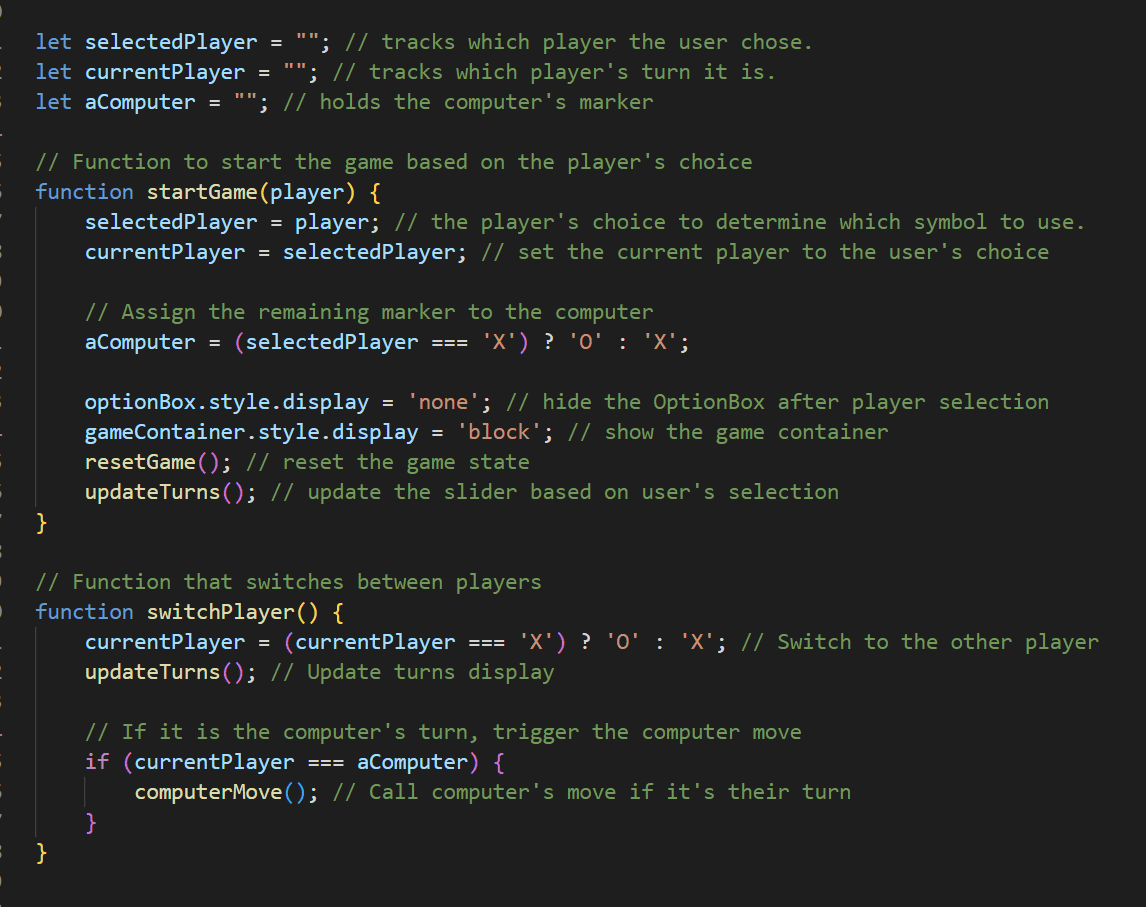 let selectedPlayer = ""; // tracks which player the user chose.
let currentPlayer = ""; // tracks which player's turn it is.
let aComputer = ""; // holds the computer's marker
// Function to start the game based on the player's choice
function startGame(player) {
    selectedPlayer = player; // the player's choice to determine which symbol to use.
    currentPlayer = selectedPlayer; // set the current player to the user's choice
    // Assign the remaining marker to the computer
    aComputer = (selectedPlayer === 'X') ? 'O' : 'X';
    optionBox.style.display = 'none'; // hide the OptionBox after player selection
    gameContainer.style.display = 'block'; // show the game container
    resetGame(); // reset the game state
    updateTurns(); // update the slider based on user's selection
}
// Function that switches between players
function switchPlayer() {
    currentPlayer = (currentPlayer === 'X') ? 'O' : 'X'; // Switch to the other player
    updateTurns(); // Update turns display
    // If it is the computer's turn, trigger the computer move
    if (currentPlayer === aComputer) {
        computerMove(); // Call computer's move if it's their turn
    }
}